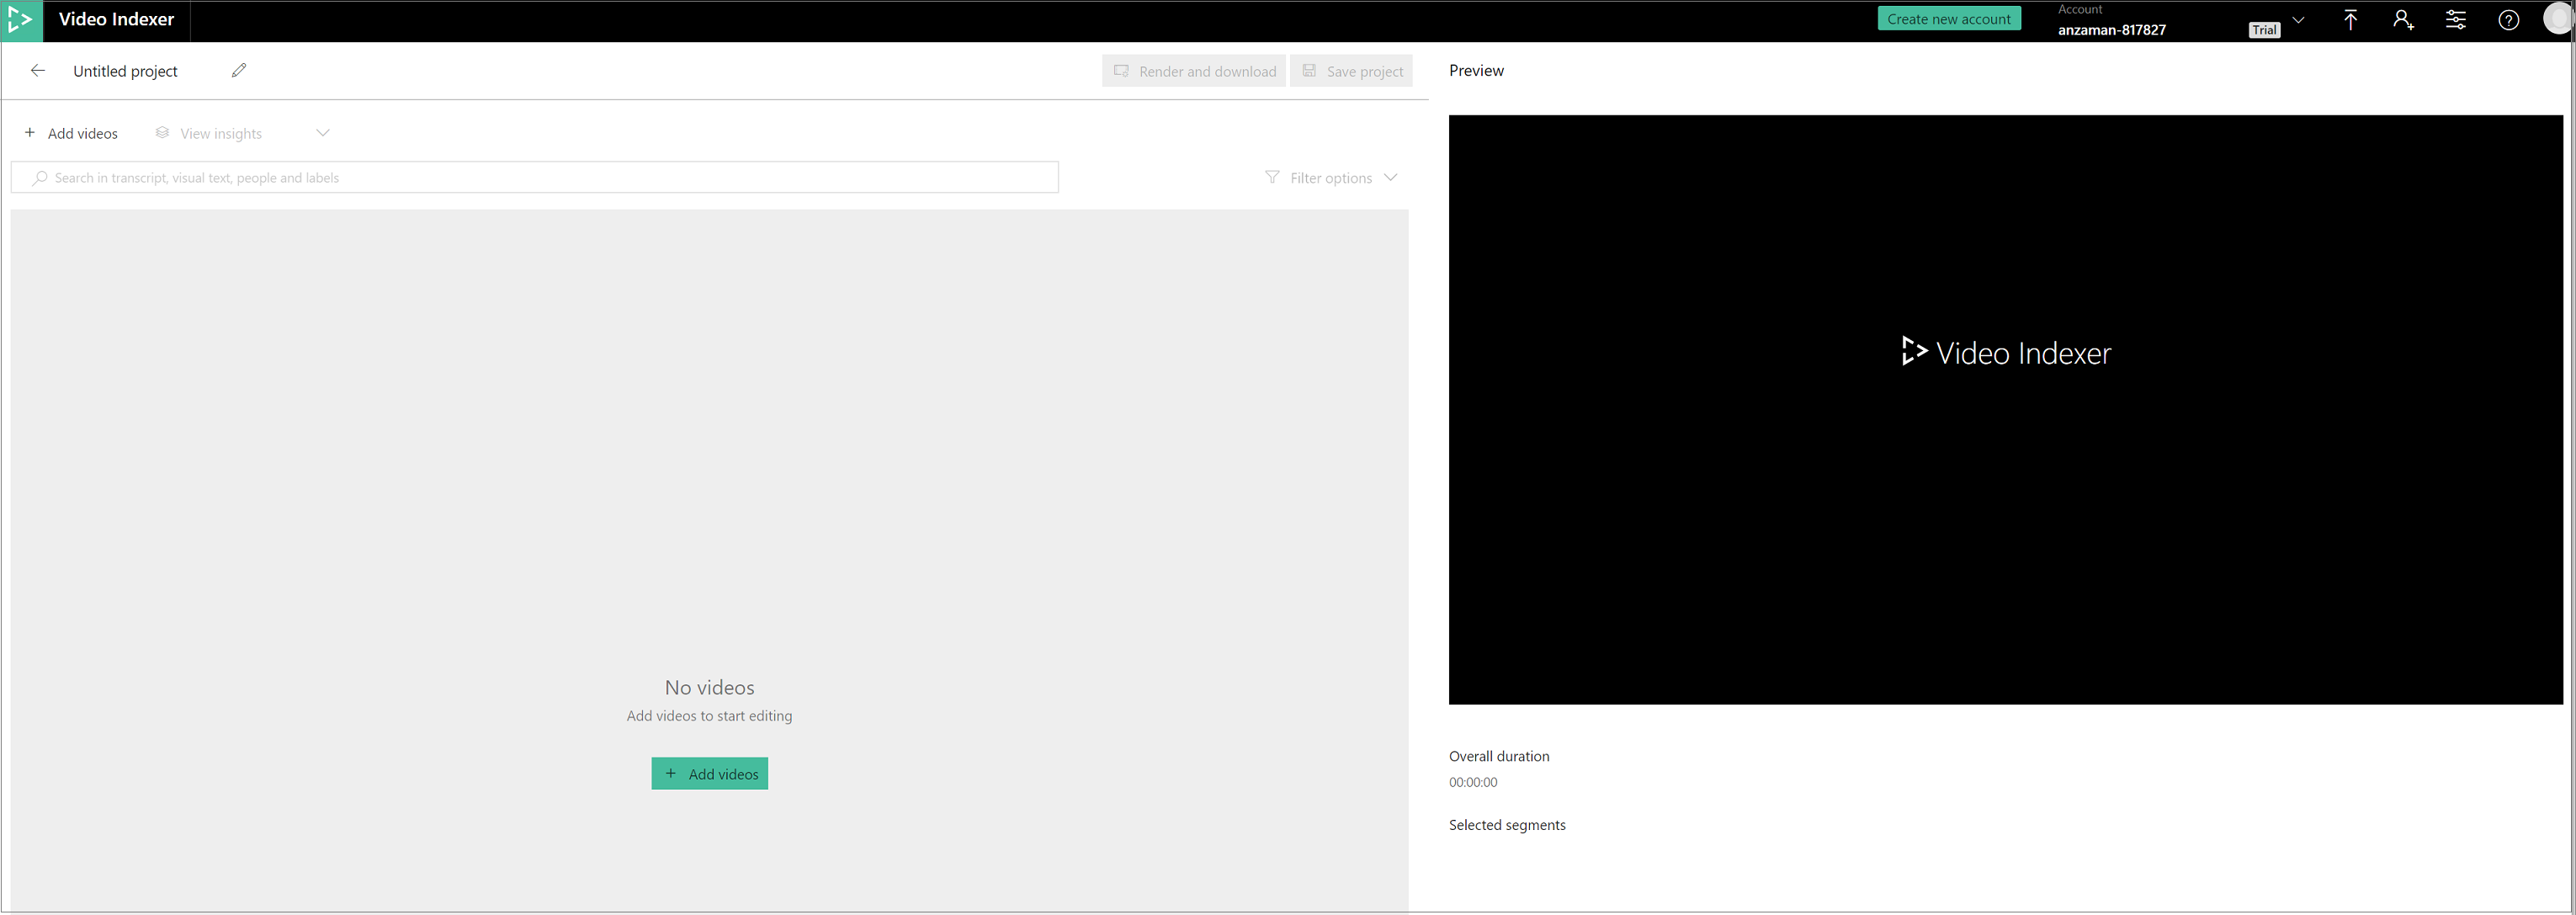 Video Indexer
Create new account
Account
anzaman-817827
Trial
Untitled project
Render and download
Save project
Preview
Add videos
View insights
Search in transcript, visual text, people and labels
Filter options
Video Indexer
No videos
Add videos to start editing
Add videos
Overall duration
00:00:00
Selected segments